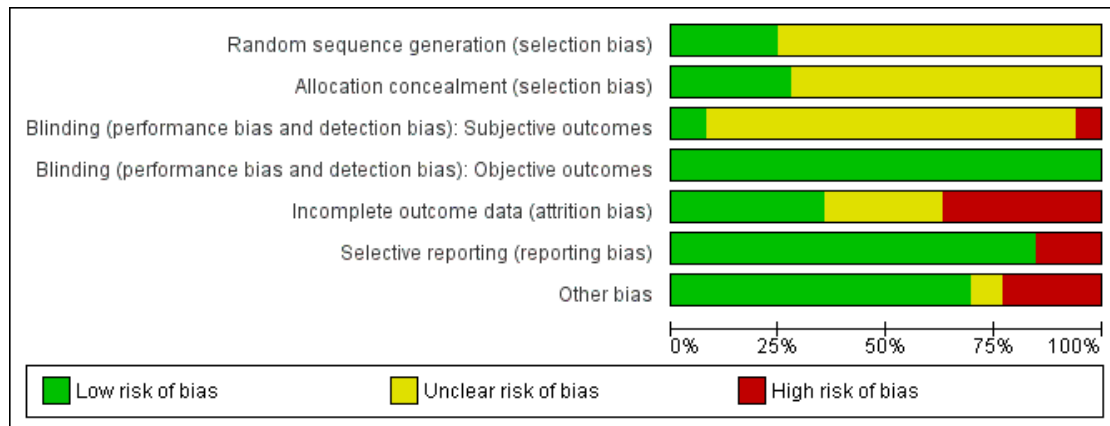 Random sequence generation (selection bias)
Allocation concealment (selection bias)
Blinding (performance bias and detection bias): Subjective outcomes
Blinding (performance bias and detection bias): Objective outcomes
Incomplete outcome data (attrition bias)
Selective reporting (reporting bias)
Other bias
0% 25% 50% 75% 100%
Low risk of bias Unclear risk of bias High risk of bias